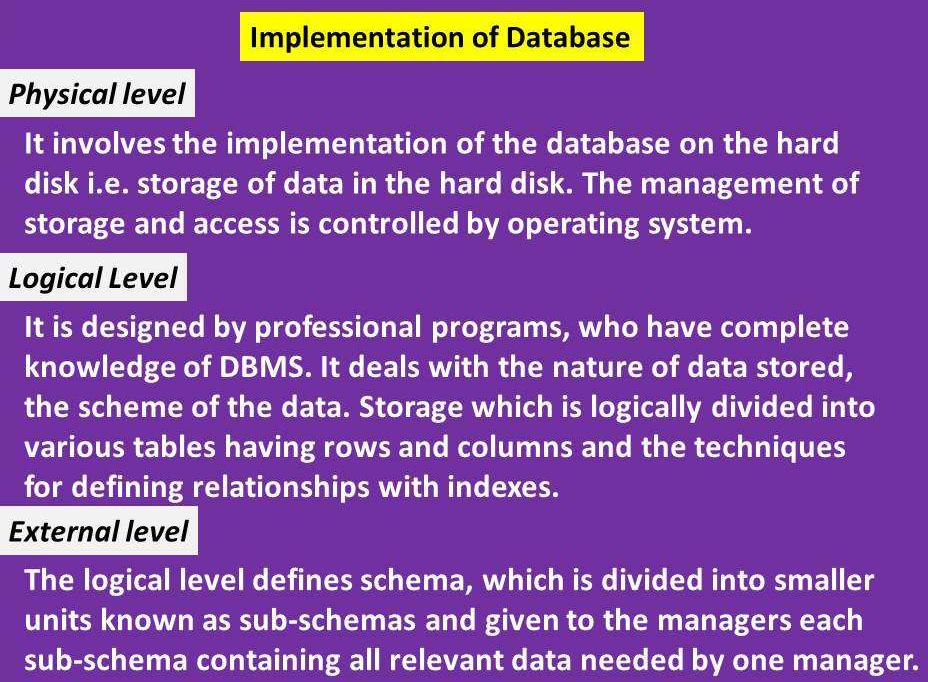 Implementation of Database
Physical level
It involves the implementation of the database on the hard
disk i.e. storage of data in the hard disk. The management of
storage and access is controlled by operating system.
Logical Level
It is designed by professional programs, who have complete
knowledge of DBMS. It deals with the nature of data stored,
the scheme of the data. Storage which is logically divided into
various tables having rows and columns and the techniques
for defining relationships with indexes.
External level
The logical level defines schema, which is divided into smaller
units known as sub-schemas and given to the managers each
sub-schema containing all relevant data needed by one manager.